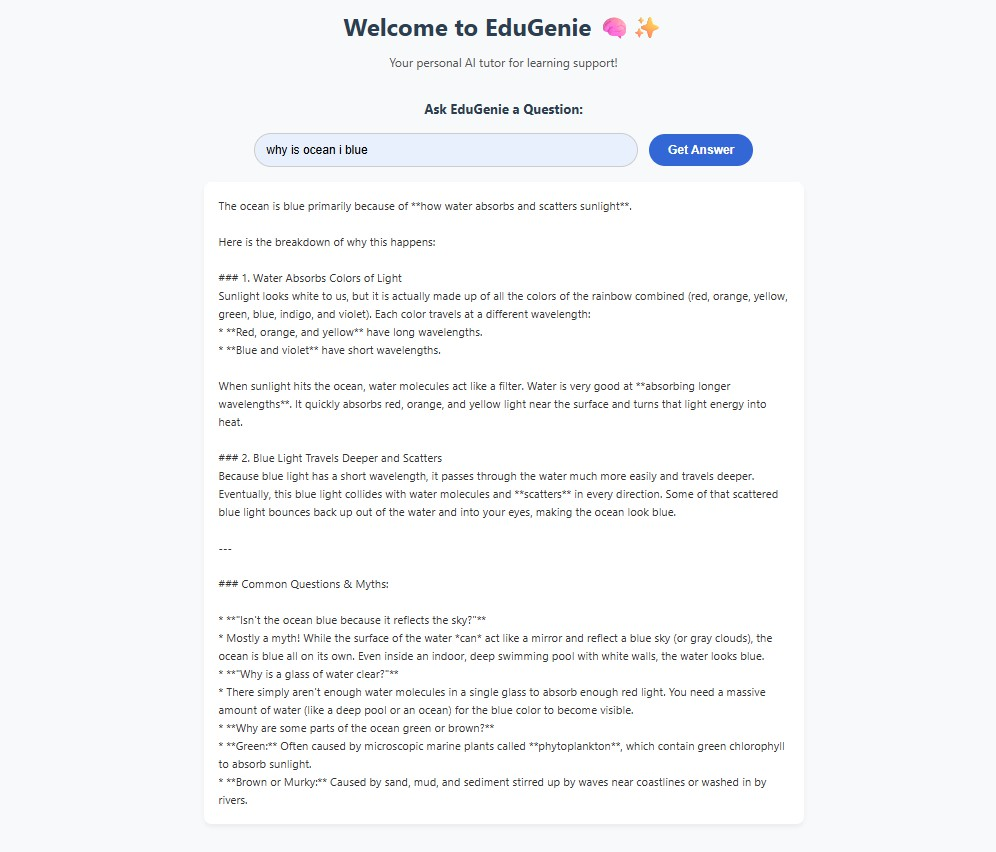 Welcome to EduGenie 🧠 ✨
Your personal AI tutor for learning support!
Ask EduGenie a Question:
why is ocean i blue
Get Answer
The ocean is blue primarily because of **how water absorbs and scatters sunlight**.
Here is the breakdown of why this happens:
### 1. Water Absorbs Colors of Light
Sunlight looks white to us, but it is actually made up of all the colors of the rainbow combined (red, orange, yellow,
green, blue, indigo, and violet). Each color travels at a different wavelength:
* **Red, orange, and yellow** have long wavelengths.
* **Blue and violet** have short wavelengths.
When sunlight hits the ocean, water molecules act like a filter. Water is very good at **absorbing longer
wavelengths**. It quickly absorbs red, orange, and yellow light near the surface and turns that light energy into
heat.
### 2. Blue Light Travels Deeper and Scatters
Because blue light has a short wavelength, it passes through the water much more easily and travels deeper.
Eventually, this blue light collides with water molecules and **scatters** in every direction. Some of that scattered
blue light bounces back up out of the water and into your eyes, making the ocean look blue.
---
### Common Questions & Myths:
* **"Isn't the ocean blue because it reflects the sky?"**
* Mostly a myth! While the surface of the water *can* act like a mirror and reflect a blue sky (or gray clouds), the
ocean is blue all on its own. Even inside an indoor, deep swimming pool with white walls, the water looks blue.
* **"Why is a glass of water clear?"**
* There simply aren't enough water molecules in a single glass to absorb enough red light. You need a massive
amount of water (like a deep pool or an ocean) for the blue color to become visible.
* **Why are some parts of the ocean green or brown?**
* **Green:** Often caused by microscopic marine plants called **phytoplankton**, which contain green chlorophyll
to absorb sunlight.
* **Brown or Murky:** Caused by sand, mud, and sediment stirred up by waves near coastlines or washed in by
rivers.